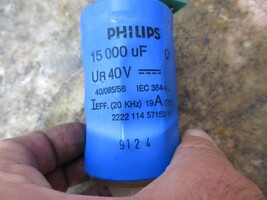 PHILIPS
15 000 uF
UR 40V
40/085/56 IEC 384-4
IEFF. (20 KHz) 19A
2222 114 57153
9124